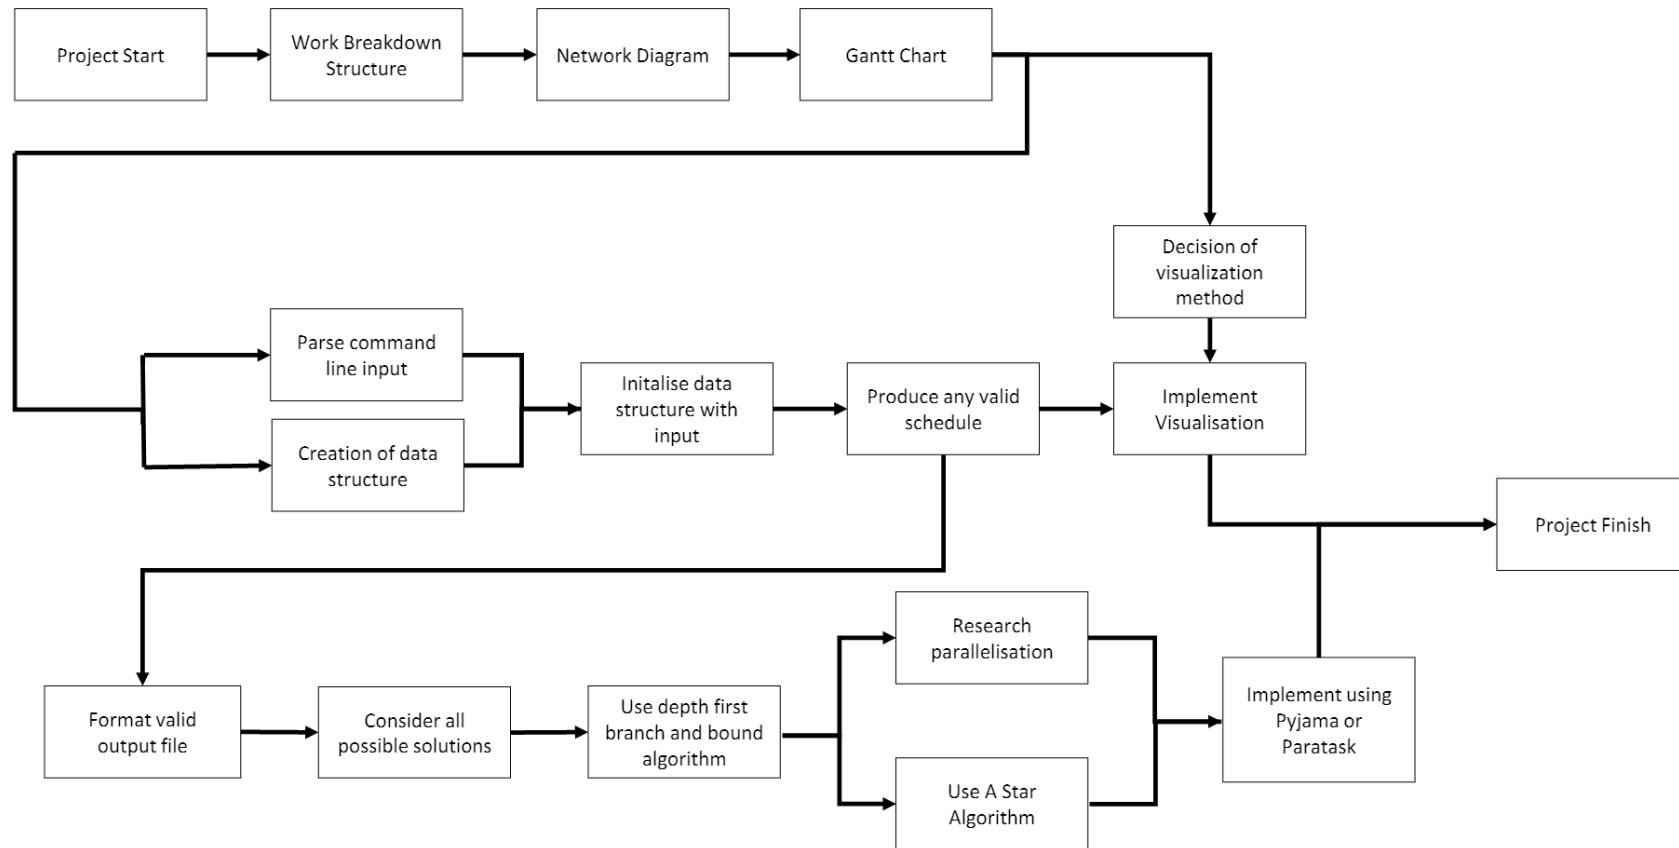 Project Start
Work Breakdown
Structure
Network Diagram
Gantt Chart
Decision of
visualization
method
Parse command
line input
Creation of data
structure
Initalise data
structure with
input
Produce any valid
schedule
Implement
Visualisation
Project Finish
Format valid
output file
Consider all
possible solutions
Use depth first
branch and bound
algorithm
Research
parallelisation
Use A Star
Algorithm
Implement using
Pyjama or
Paratask